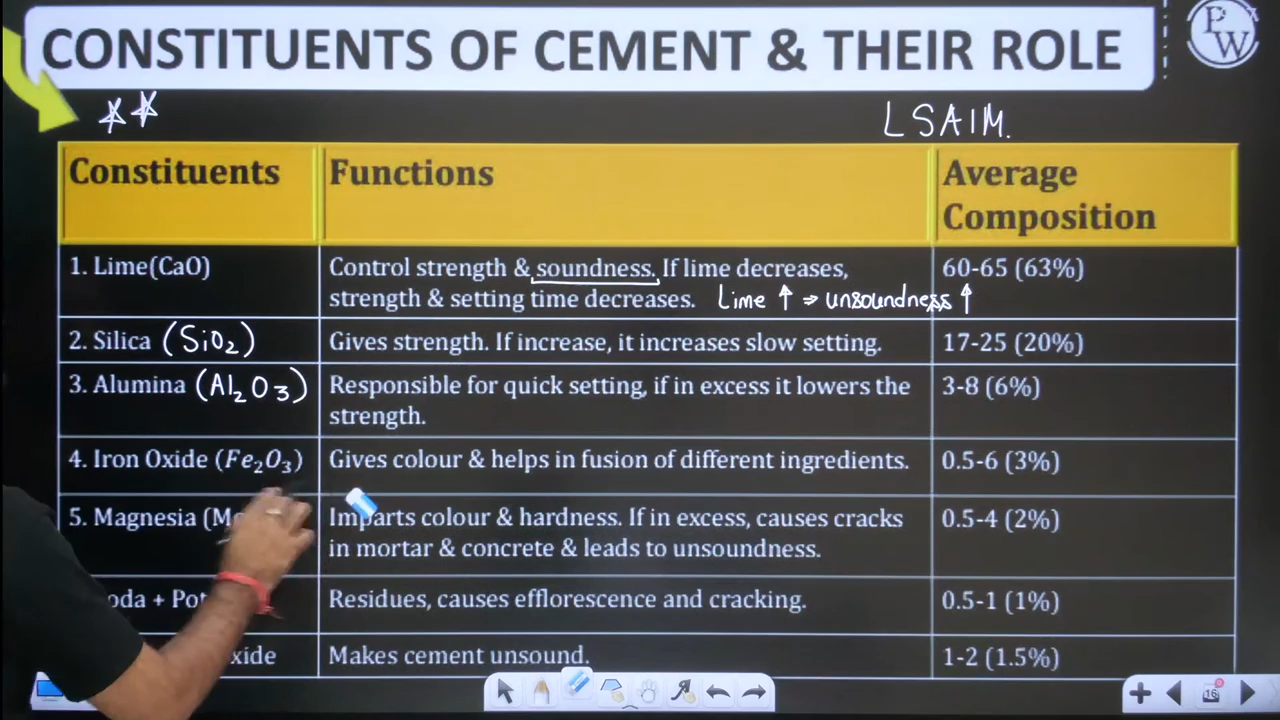 CONSTITUENTS OF CEMENT & THEIR ROLE
PW
LSAIM.
Constituents
Functions
Average
Composition
1. Lime(CaO)
Control strength & soundness. If lime decreases,
strength & setting time decreases. Lime ↑ ⇒ unsoundness ↑
60-65 (63%)
2. Silica (SiO₂)
Gives strength. If increase, it increases slow setting.
17-25 (20%)
3. Alumina (Al₂O₃)
Responsible for quick setting, if in excess it lowers the
strength.
3-8 (6%)
4. Iron Oxide (Fe₂O₃)
Gives colour & helps in fusion of different ingredients.
0.5-6 (3%)
5. Magnesia
Imparts colour & hardness. If in excess, causes cracks
in mortar & concrete & leads to unsoundness.
0.5-4 (2%)
Residues, causes efflorescence and cracking.
0.5-1 (1%)
Makes cement unsound.
1-2 (1.5%)
16